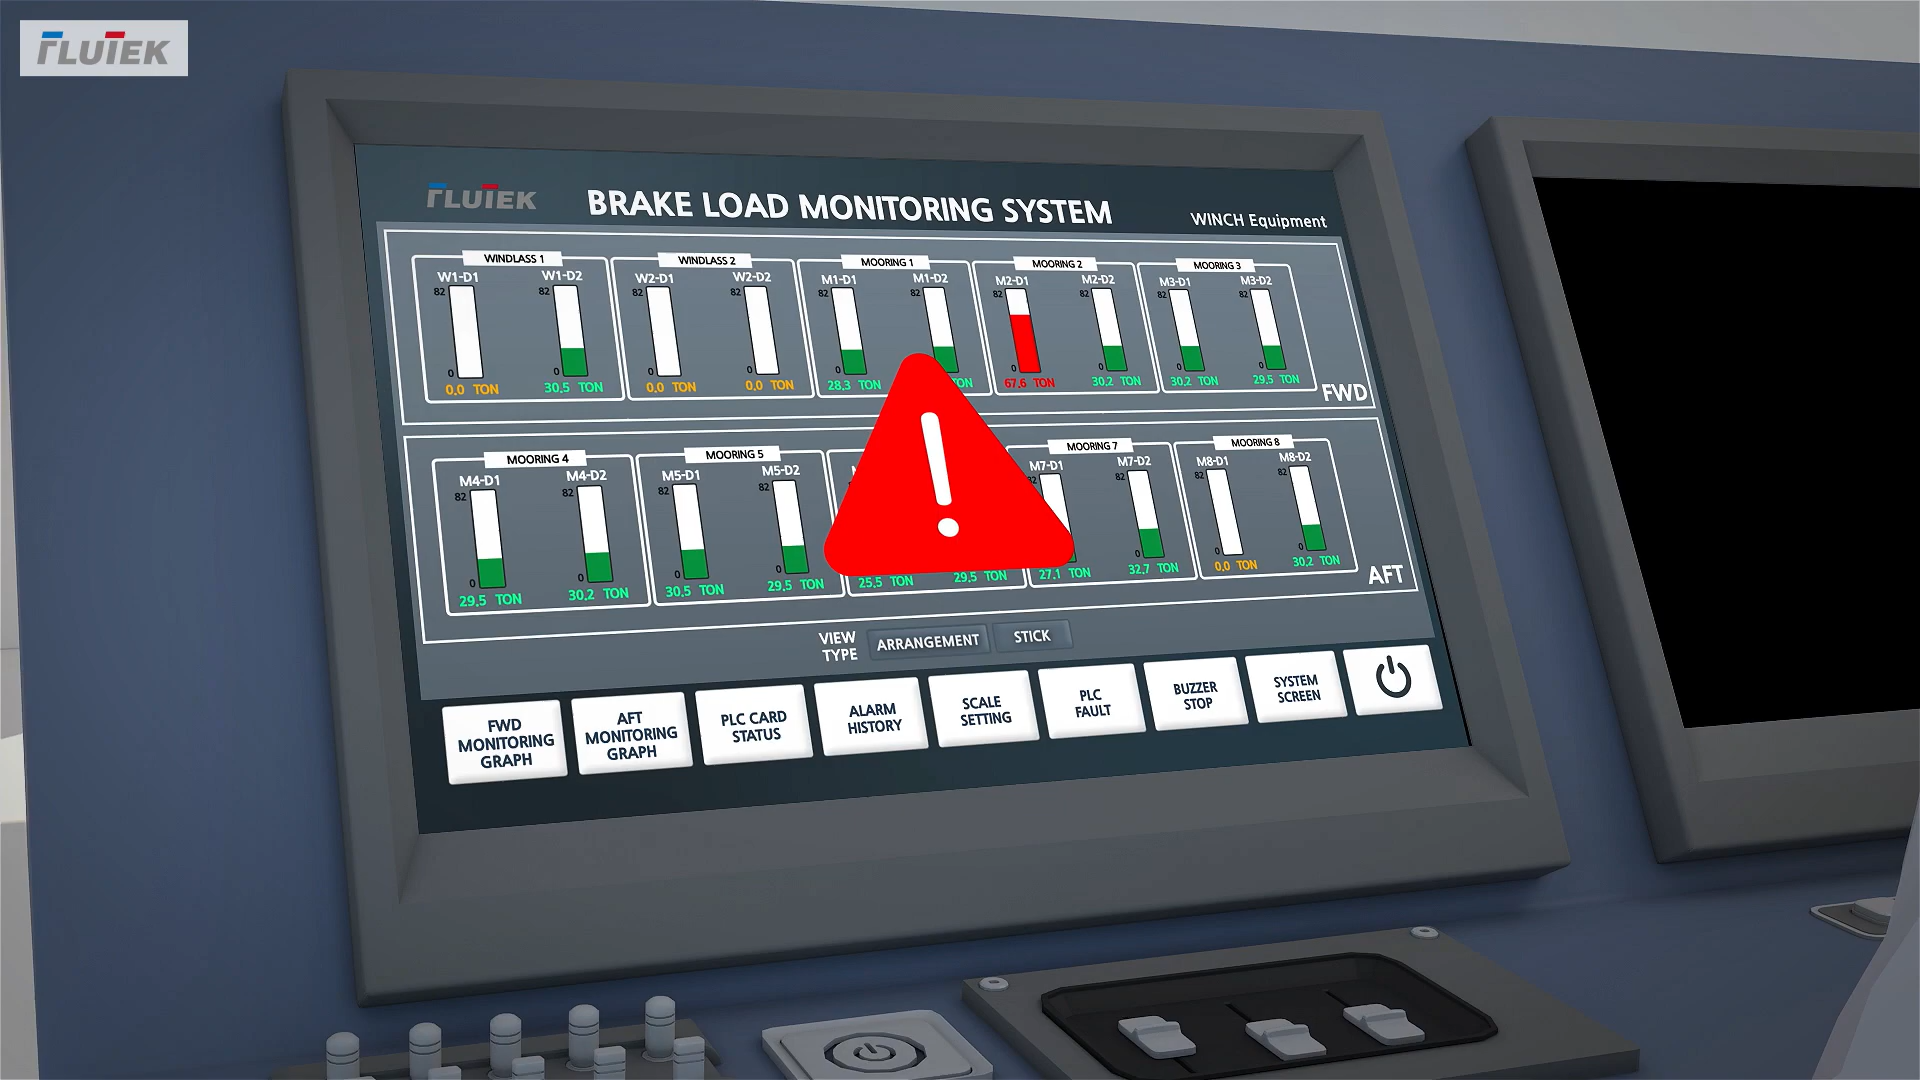 FLUTEK
FLUTEK
BRAKE LOAD MONITORING SYSTEM
WINCH Equipment
WINDLASS 1 WINDLASS 2 MOORING 1 MOORING 2 MOORING 3
W1-D1 W1-D2 W2-D1 W2-D2 M1-D1 M1-D2 M2-D1 M2-D2 M3-D1 M3-D2
82 82 82 82 82 82 82 82 82 82
0 0 0 0 0 0 0 0 0
0.0 TON 30.5 TON 0.0 TON 0.0 TON 28.3 TON TON 67.6 TON 30.2 TON 30.2 TON 29.5 TON
FWD
MOORING 4 MOORING 5 MOORING 7 MOORING 8
M4-D1 M4-D2 M5-D1 M5-D2 M7-D1 M7-D2 M8-D1 M8-D2
82 82 82 82 82 82 82
0 0 0 0 0 0 0
29.5 TON 30.2 TON 30.5 TON 29.5 TON 25.5 TON 29.5 TON 27.1 TON 32.7 TON 0.0 TON 30.2 TON
AFT
VIEW
TYPE
ARRANGEMENT
STICK
FWD
MONITORING
GRAPH
AFT
MONITORING
GRAPH
PLC CARD
STATUS
ALARM
HISTORY
SCALE
SETTING
PLC
FAULT
BUZZER
STOP
SYSTEM
SCREEN